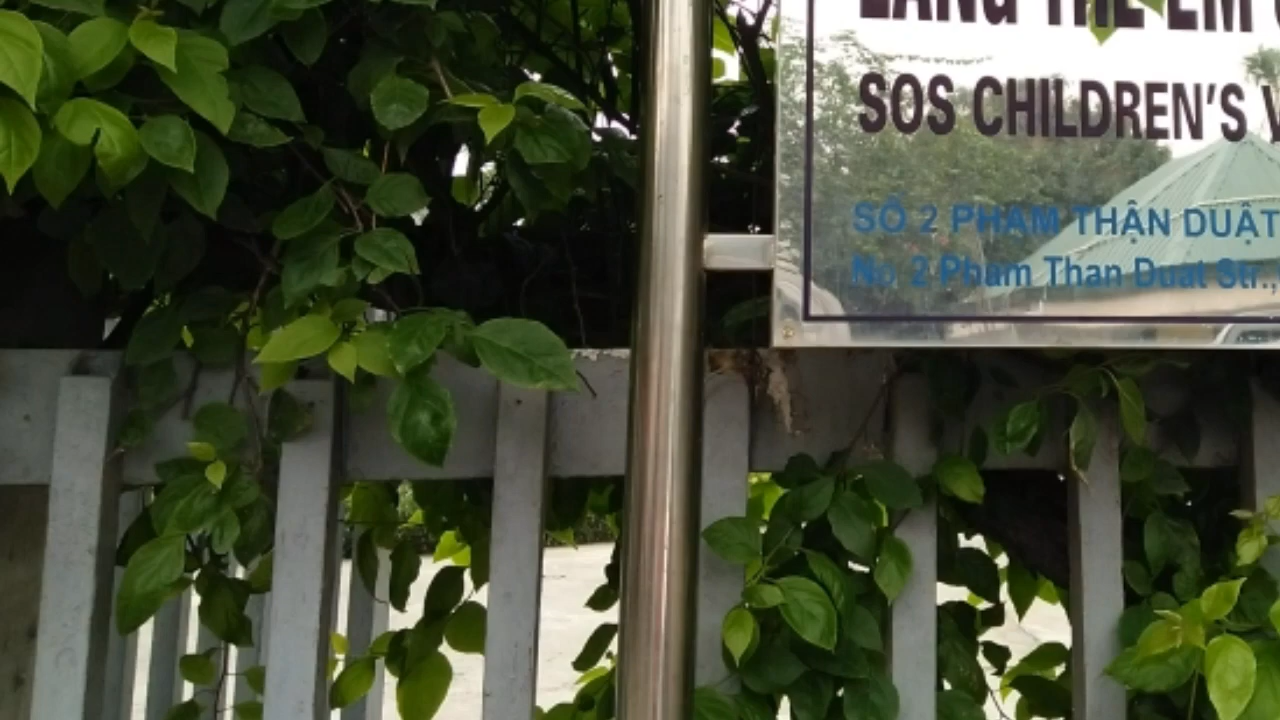 LÀNG TRẺ EM
SOS CHILDREN'S
SỐ 2 PHẠM THẬN DUẬT
No. 2 Pham Than Duat Str.,